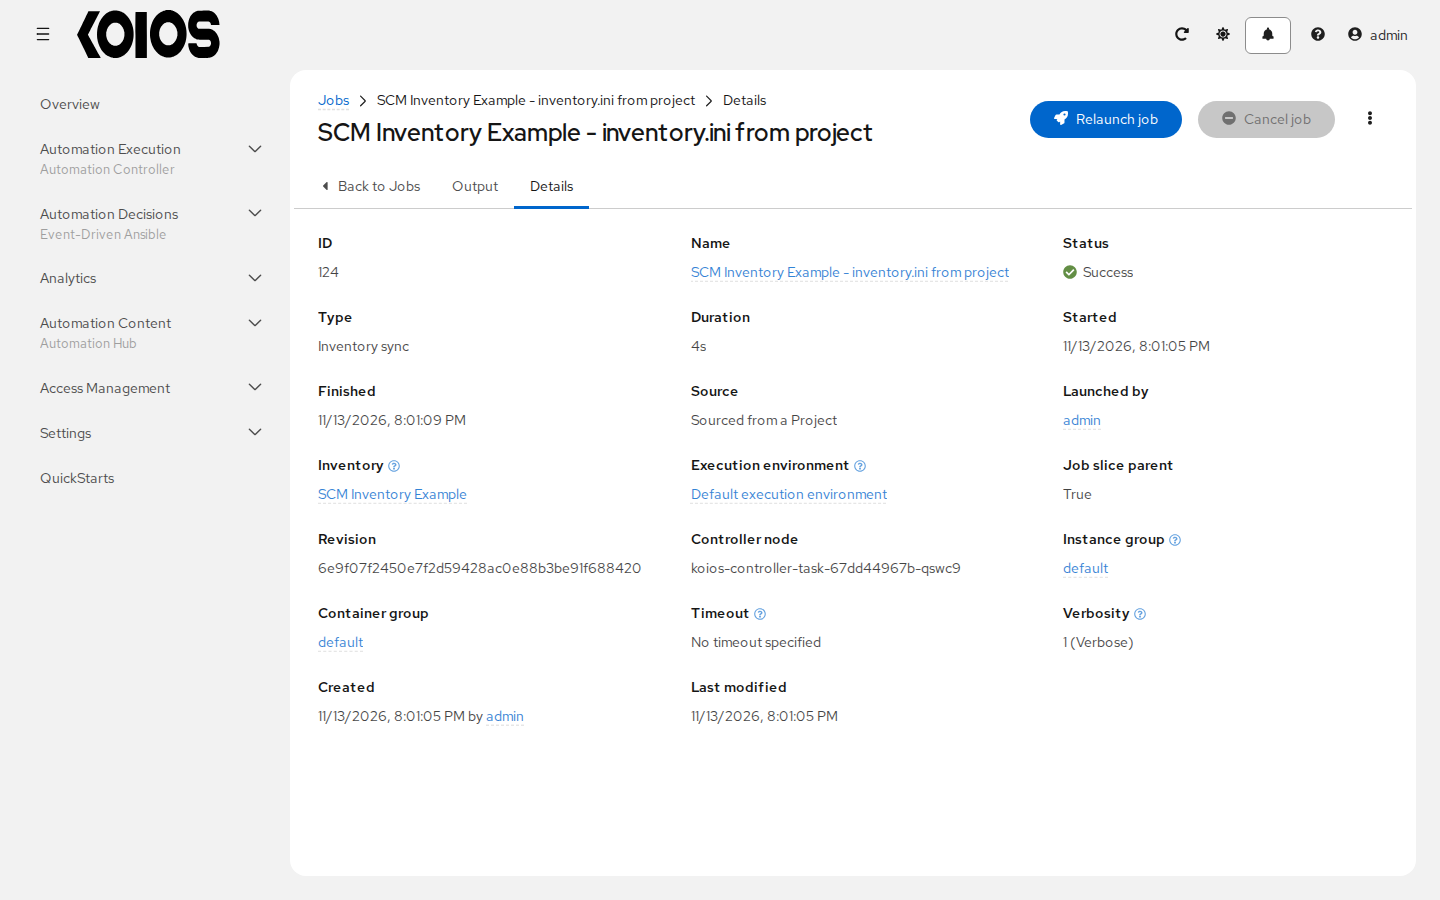 KOIOS
admin
Overview
Automation Execution
Automation Controller
Automation Decisions
Event-Driven Ansible
Analytics
Automation Content
Automation Hub
Access Management
Settings
QuickStarts
Jobs > SCM Inventory Example - inventory.ini from project > Details
SCM Inventory Example - inventory.ini from project
Relaunch job
Cancel job
Back to Jobs
Output
Details
ID
124
Name
SCM Inventory Example - inventory.ini from project
Status
Success
Type
Inventory sync
Duration
4s
Started
11/13/2026, 8:01:05 PM
Finished
11/13/2026, 8:01:09 PM
Source
Sourced from a Project
Launched by
admin
Inventory
SCM Inventory Example
Execution environment
Default execution environment
Job slice parent
True
Revision
6e9f07f2450e7f2d59428ac0e88b3be91f688420
Controller node
koios-controller-task-67dd44967b-qswc9
Instance group
default
Container group
default
Timeout
No timeout specified
Verbosity
1 (Verbose)
Created
11/13/2026, 8:01:05 PM by admin
Last modified
11/13/2026, 8:01:05 PM